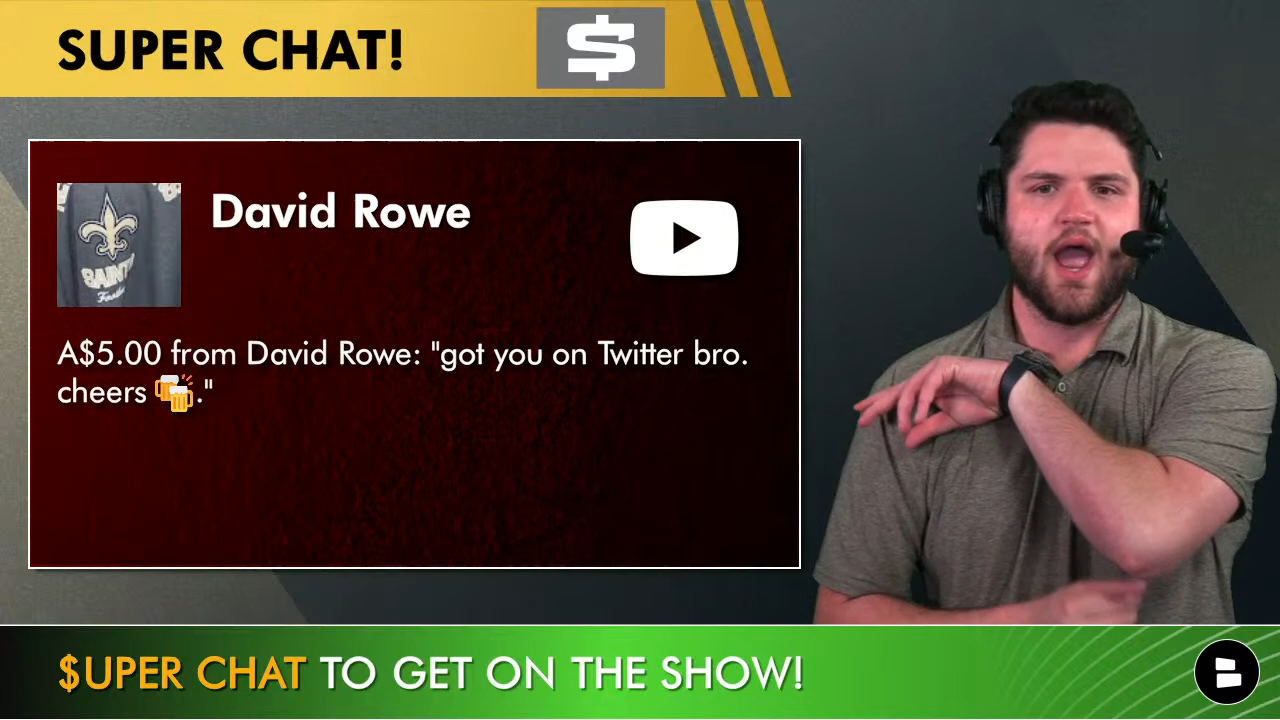 SUPER CHAT!
$
David Rowe
SAINTS
A$5.00 from David Rowe: "got you on Twitter bro.
cheers 🍻."
$UPER CHAT TO GET ON THE SHOW!